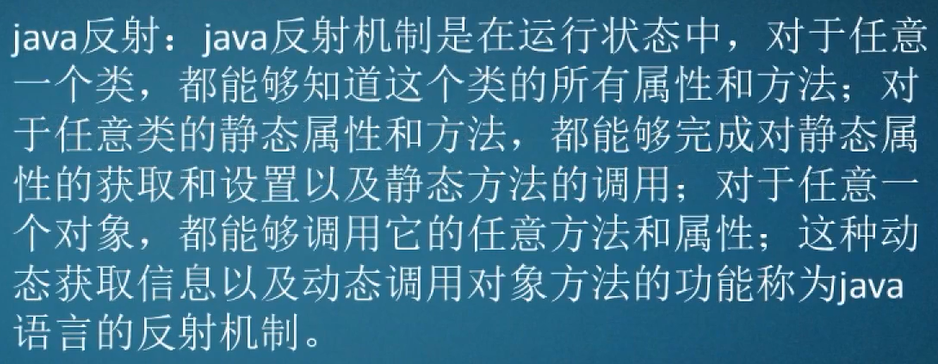 java反射：java反射机制是在运行状态中，对于任意
一个类，都能够知道这个类的所有属性和方法；对
于任意类的静态属性和方法，都能够完成对静态属
性的获取和设置以及静态方法的调用；对于任意一
个对象，都能够调用它的任意方法和属性；这种动
态获取信息以及动态调用对象方法的功能称为java
语言的反射机制。